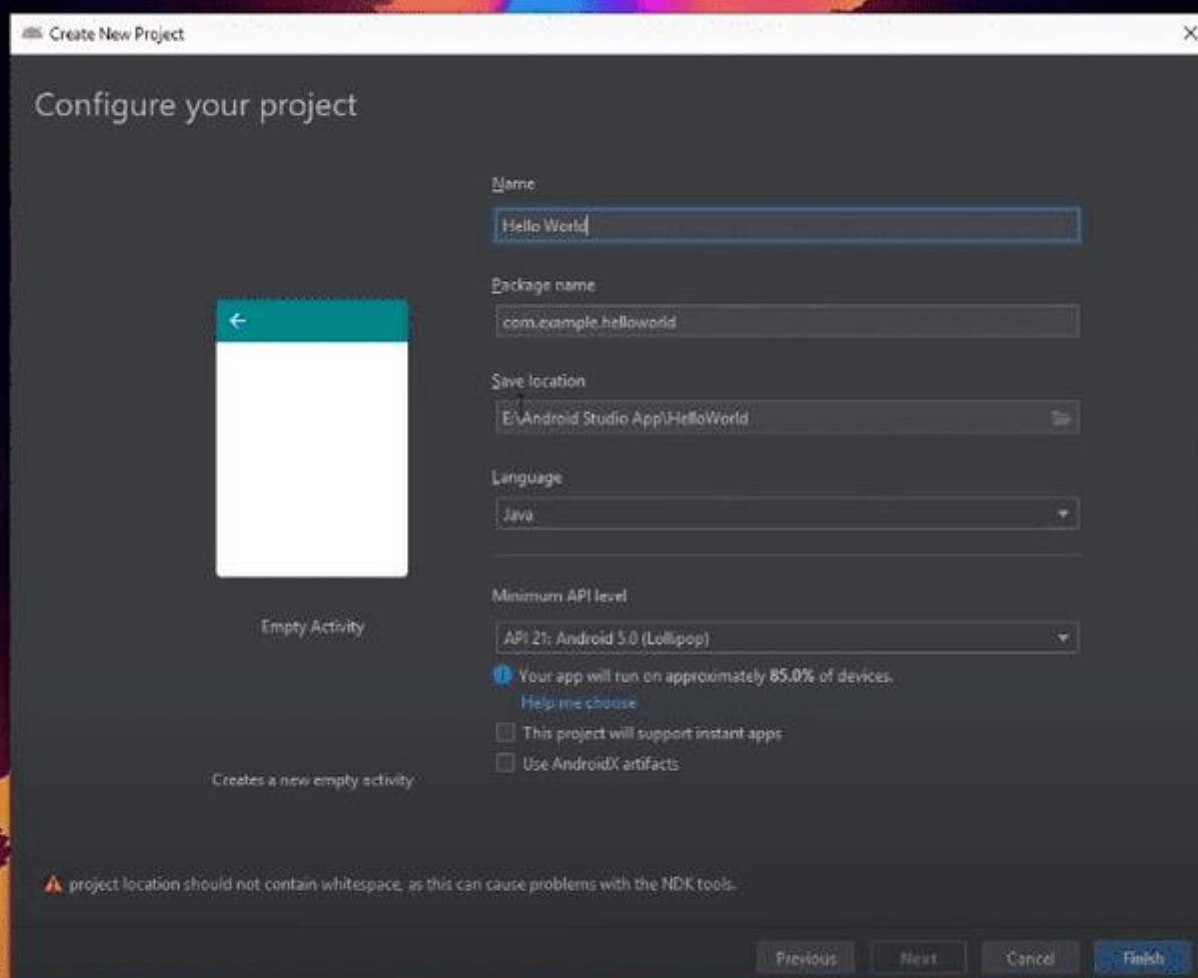 Create New Project
Configure your project
Name
Hello World
Package name
com.example.helloworld
Save location
E:\Android Studio App\HelloWorld
Language
Java
Minimum API level
API 21: Android 5.0 (Lollipop)
Your app will run on approximately 85.0% of devices.
Help me choose
This project will support instant apps
Use AndroidX artifacts
Empty Activity
Creates a new empty activity
project location should not contain whitespace, as this can cause problems with the NDK tools.
Previous Next Cancel Finish